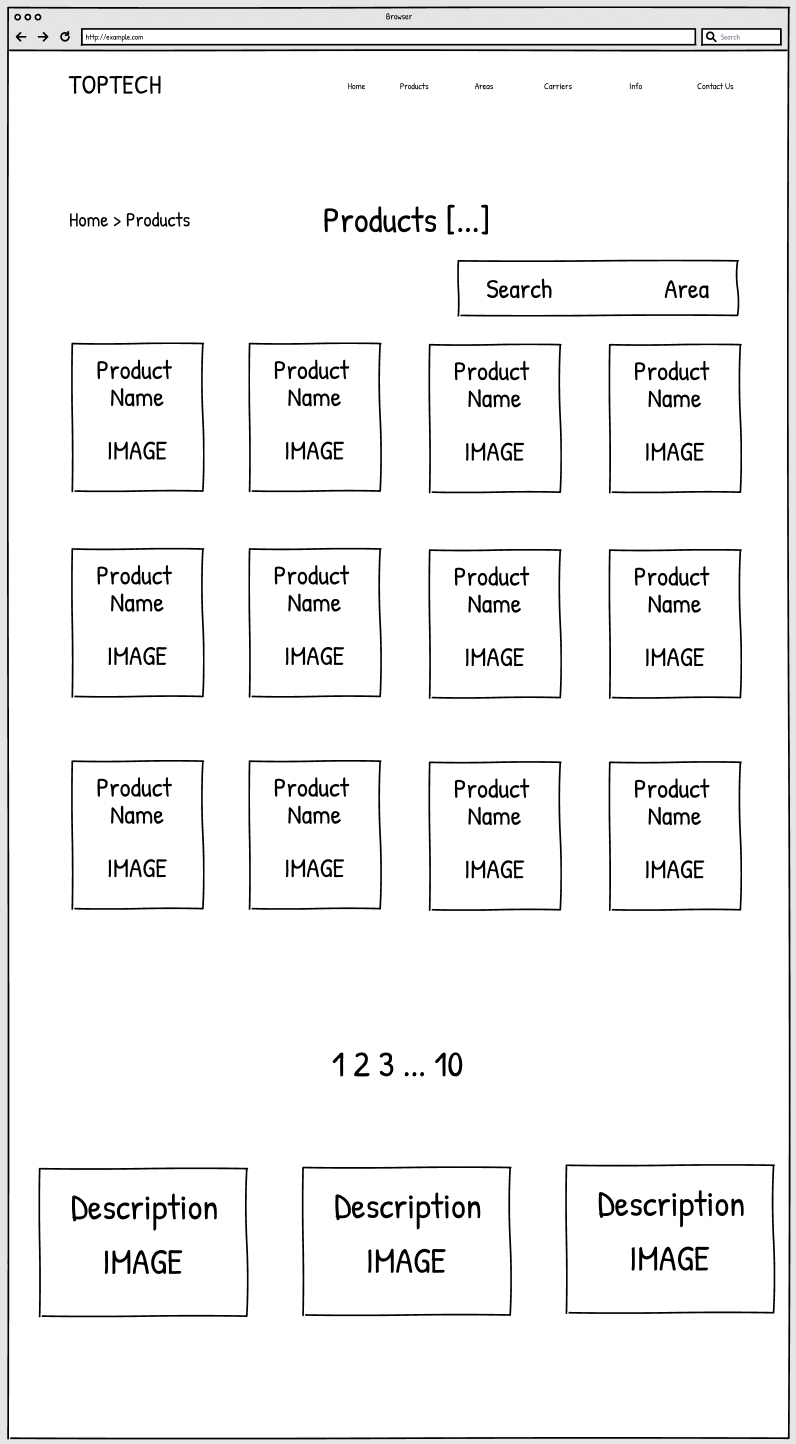 Browser
http://example.com
Search
TOPTECH
Home Products Areas Carriers Info Contact Us
Home > Products
Products [...]
Search Area
Product Product Product Product
Name Name Name Name
IMAGE IMAGE IMAGE IMAGE
Product Product Product Product
Name Name Name Name
IMAGE IMAGE IMAGE IMAGE
Product Product Product Product
Name Name Name Name
IMAGE IMAGE IMAGE IMAGE
1 2 3 ... 10
Description Description Description
IMAGE IMAGE IMAGE